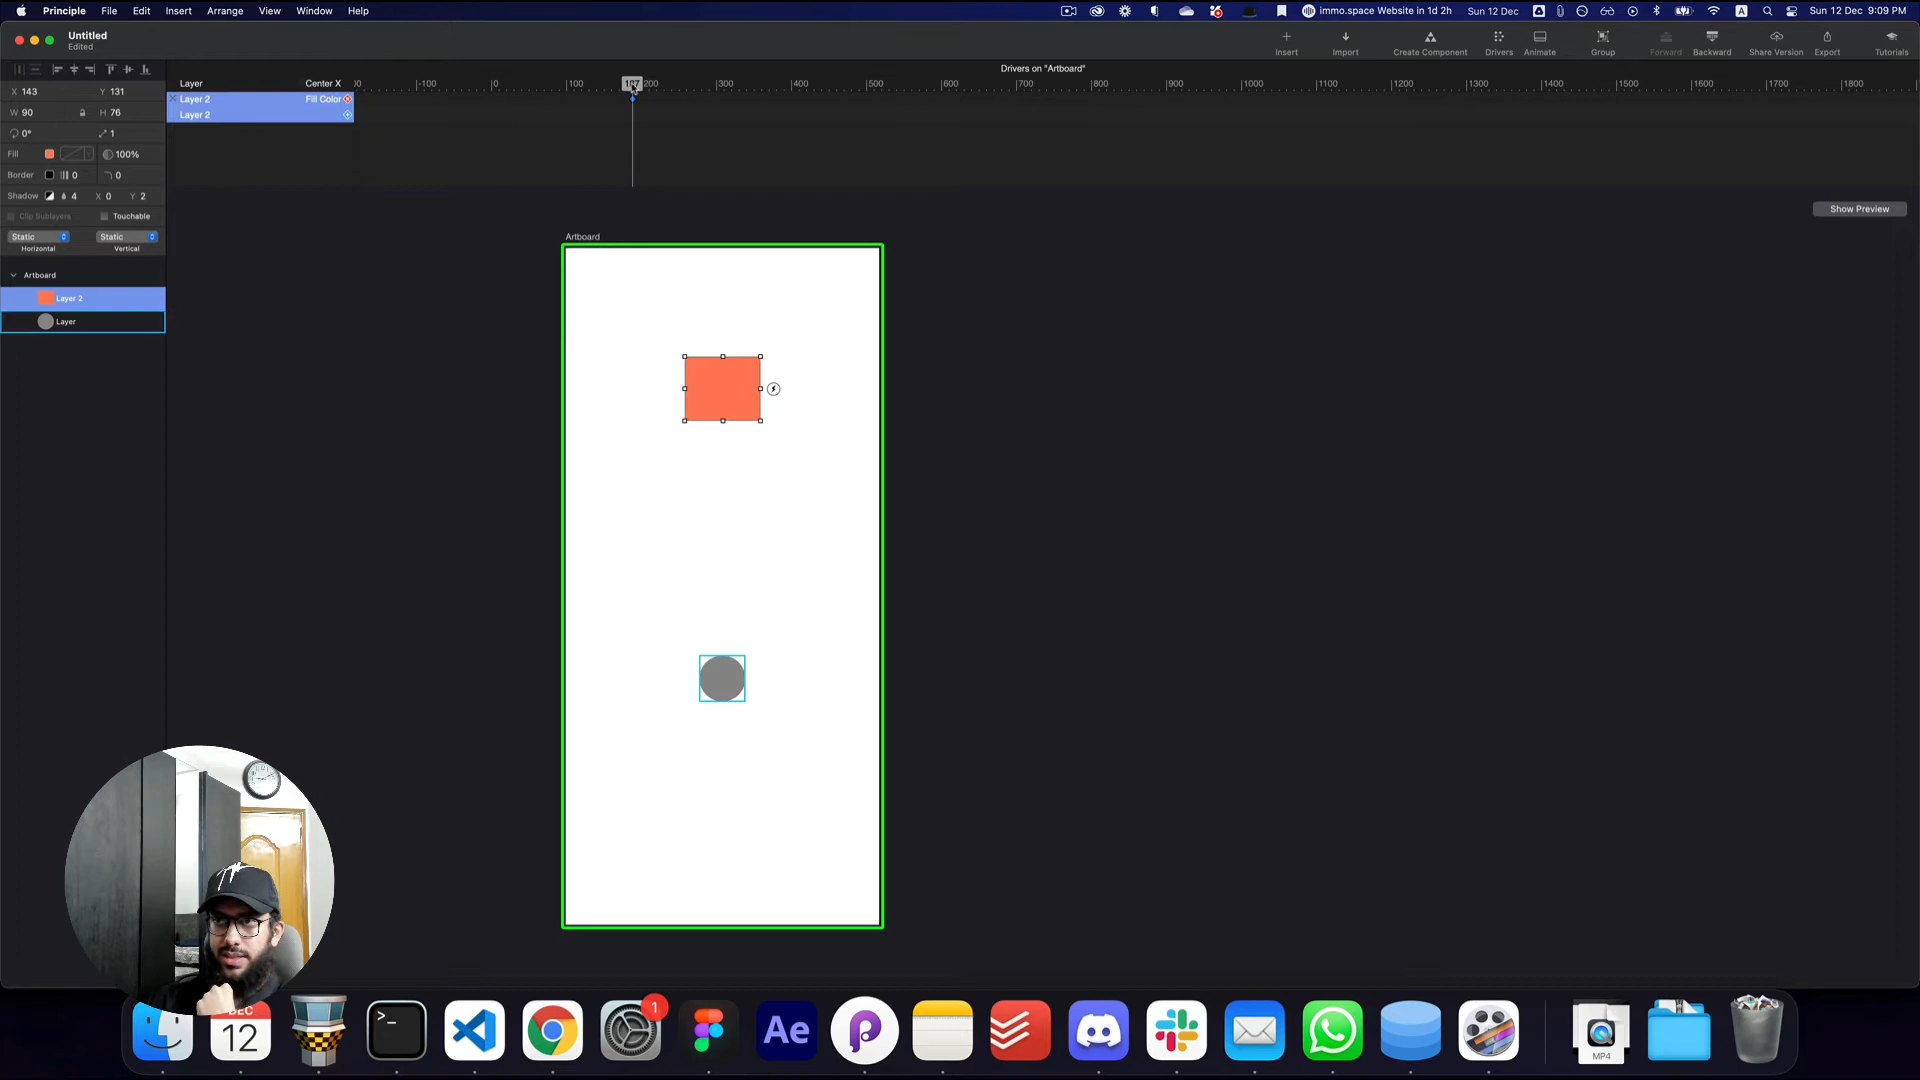 Principle File Edit Insert Arrange View Window Help immo.space Website in 1d 2h Sun 12 Dec A Sun 12 Dec 9:09 PM
Untitled
Edited
Insert Import Create Component Drivers Animate Group Forward Backward Share Version Export Tutorials
Drivers on "Artboard"
X 143 Y 131
W 90 H 76
0° 1
Fill 100%
Border 0 0
Shadow 4 X 0 Y 2
Clip Sublayers Touchable
Static Static
Horizontal Vertical
Artboard
Layer 2
Layer
Layer Center X
Layer 2 Fill Color
Layer 2
-100 0 100 200 300 400 500 600 700 800 900 1000 1100 1200 1300 1400 1500 1600 1700 1800
Show Preview
Artboard
DEC
12
>_
1
Ae
MP4